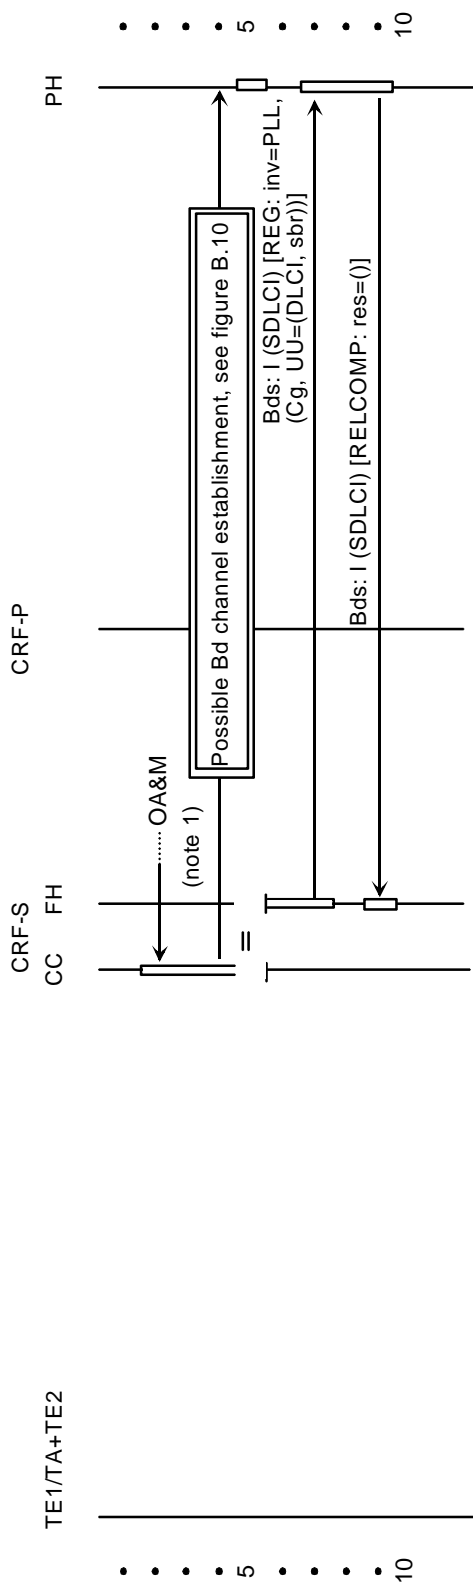 TE1/TA+TE2
CRF-S
CC FH
CRF-P
PH
OA&M
(note 1)
Possible Bd channel establishment, see figure B.10
5
5
=
Bds: I (SDLCI) [REG: inv=PLL,
(Cg, UU=(DLCI, sbr))]
Bds: I (SDLCI) [RELCOMP: res=()]
10
10